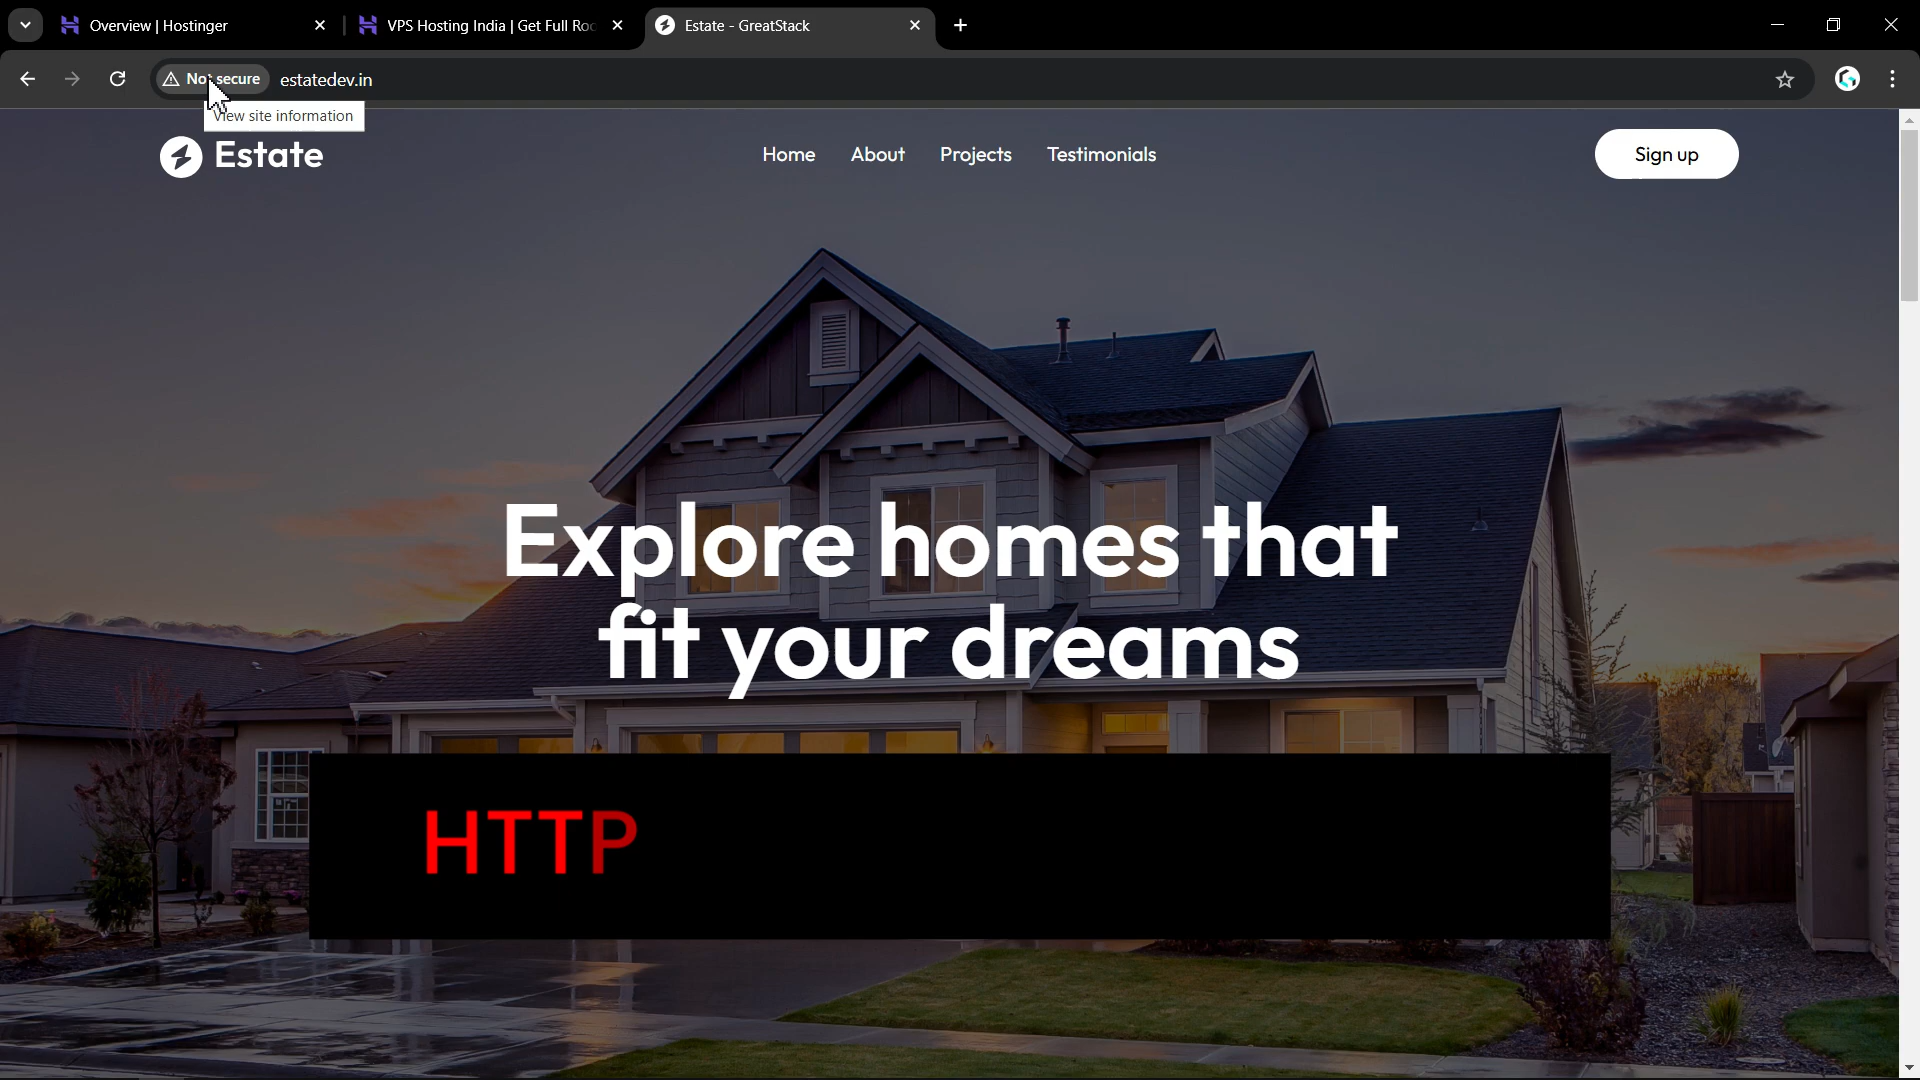 Overview | Hostinger
VPS Hosting India | Get Full Roo
Estate - GreatStack
Not secure
estatedev.in
View site information
Estate
Home
About
Projects
Testimonials
Sign up
Explore homes that
fit your dreams
HTTP